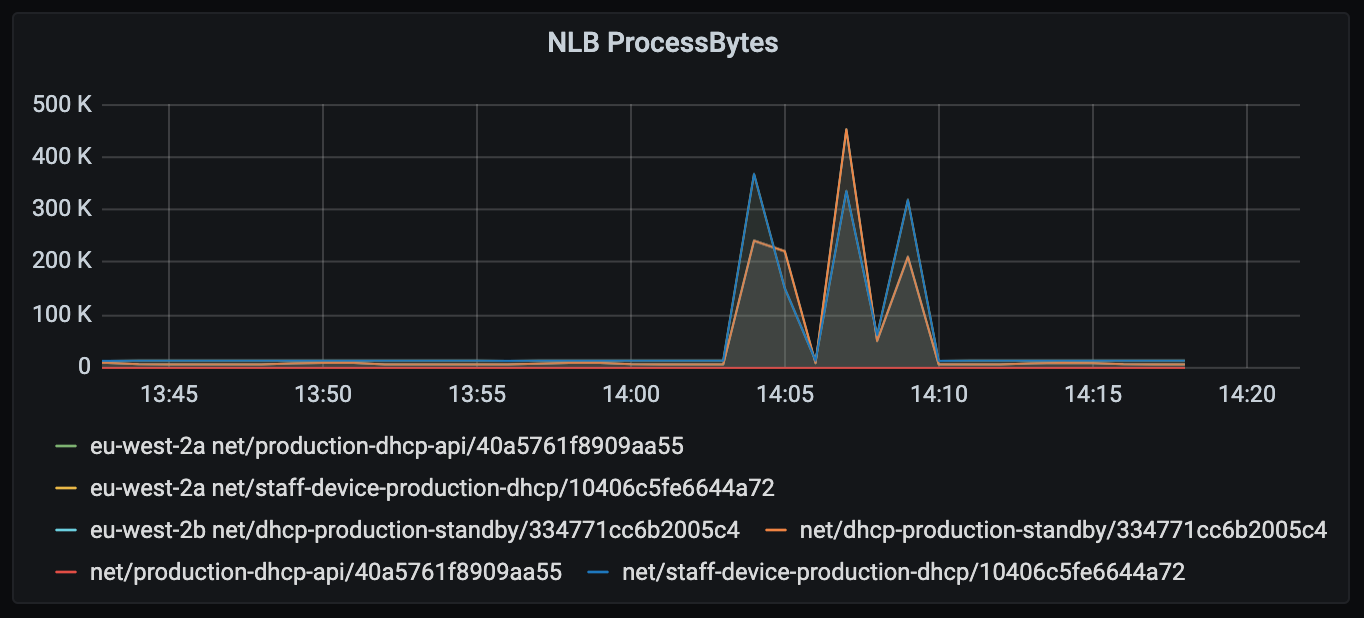 NLB ProcessBytes
500 K
400 K
300 K
200 K
100 K
0
13:45 13:50 13:55 14:00 14:05 14:10 14:15 14:20
eu-west-2a net/production-dhcp-api/40a5761f8909aa55
eu-west-2a net/staff-device-production-dhcp/10406c5fe6644a72
eu-west-2b net/dhcp-production-standby/334771cc6b2005c4 net/dhcp-production-standby/334771cc6b2005c4
net/production-dhcp-api/40a5761f8909aa55 net/staff-device-production-dhcp/10406c5fe6644a72